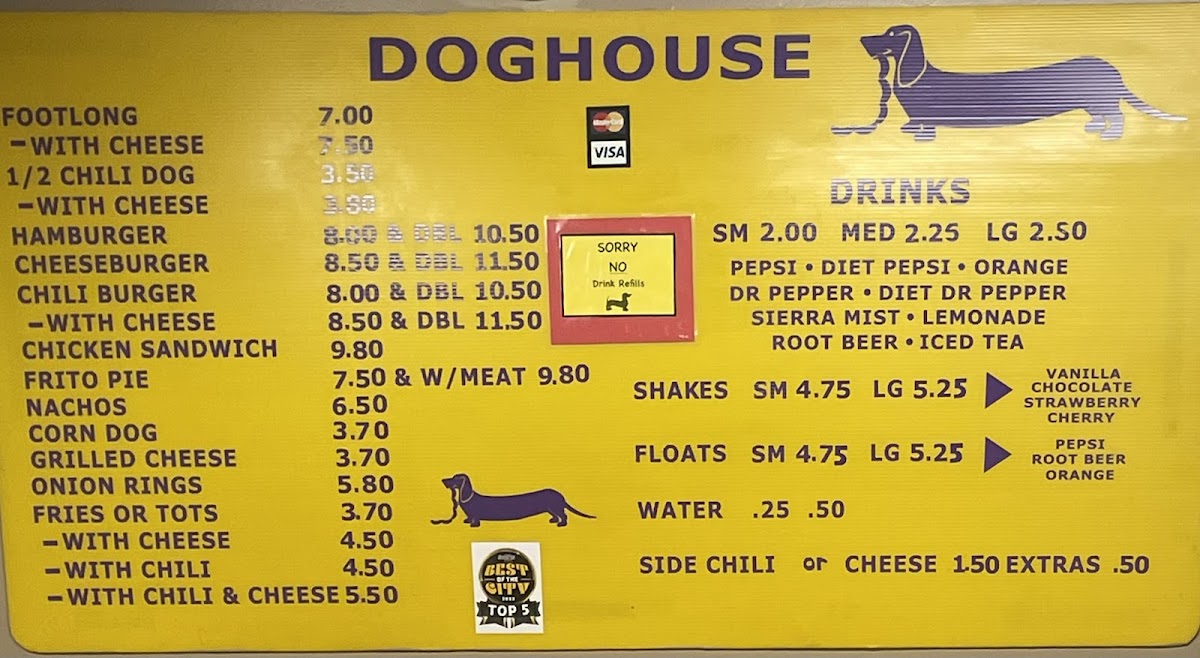 DOGHOUSE
FOOTLONG 7.00
-WITH CHEESE 7.50
1/2 CHILI DOG 3.50
-WITH CHEESE 3.80
HAMBURGER 8.00 & DBL 10.50
CHEESEBURGER 8.50 & DBL 11.50
CHILI BURGER 8.00 & DBL 10.50
-WITH CHEESE 8.50 & DBL 11.50
CHICKEN SANDWICH 9.80
FRITO PIE 7.50 & W/MEAT 9.80
NACHOS 6.50
CORN DOG 3.70
GRILLED CHEESE 3.70
ONION RINGS 5.80
FRIES OR TOTS 3.70
-WITH CHEESE 4.50
-WITH CHILI 4.50
-WITH CHILI & CHEESE 5.50
MasterCard
VISA
SORRY
NO
Drink Refills
BEST
OF THE
CITY
TOP 5
DRINKS
SM 2.00 MED 2.25 LG 2.50
PEPSI • DIET PEPSI • ORANGE
DR PEPPER • DIET DR PEPPER
SIERRA MIST • LEMONADE
ROOT BEER • ICED TEA
SHAKES SM 4.75 LG 5.25
VANILLA
CHOCOLATE
STRAWBERRY
CHERRY
FLOATS SM 4.75 LG 5.25
PEPSI
ROOT BEER
ORANGE
WATER .25 .50
SIDE CHILI or CHEESE 1.50 EXTRAS .50